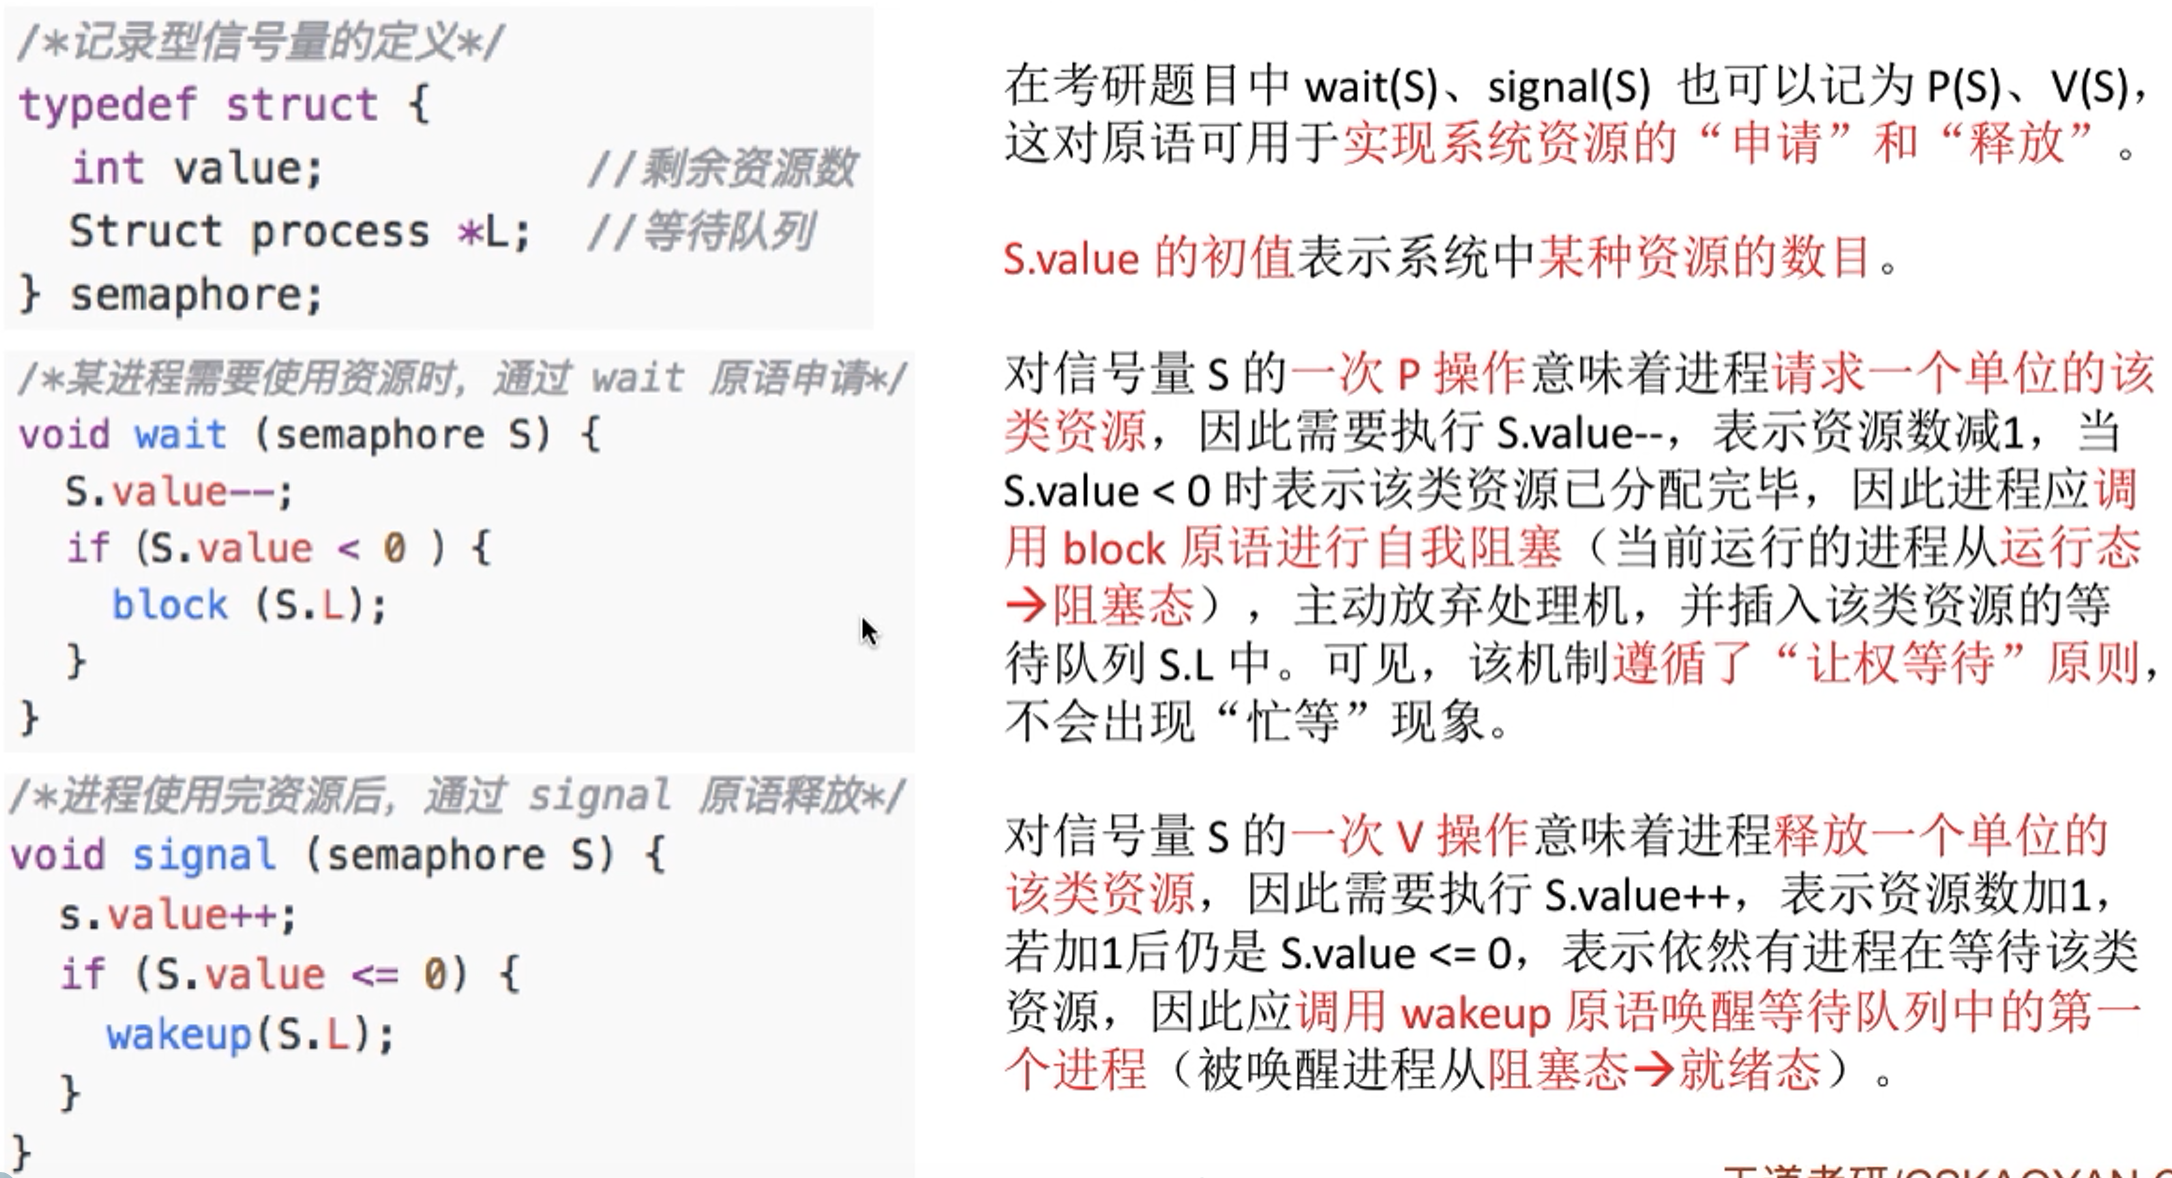 /*记录型信号量的定义*/
typedef struct {
int value; //剩余资源数
Struct process *L; //等待队列
} semaphore;
/*某进程需要使用资源时，通过 wait 原语申请*/
void wait (semaphore S) {
S.value--;
if (S.value < 0 ) {
block (S.L);
}
}
/*进程使用完资源后，通过 signal 原语释放*/
void signal (semaphore S) {
s.value++;
if (S.value <= 0) {
wakeup(S.L);
}
}
在考研题目中 wait(S)、signal(S) 也可以记为 P(S)、V(S)，
这对原语可用于实现系统资源的“申请”和“释放”。
S.value 的初值表示系统中某种资源的数目。
对信号量 S 的一次 P 操作意味着进程请求一个单位的该
类资源，因此需要执行 S.value--，表示资源数减1，当
S.value < 0 时表示该类资源已分配完毕，因此进程应调
用 block 原语进行自我阻塞（当前运行的进程从运行态
→阻塞态），主动放弃处理机，并插入该类资源的等
待队列 S.L 中。可见，该机制遵循了“让权等待”原则，
不会出现“忙等”现象。
对信号量 S 的一次 V 操作意味着进程释放一个单位的
该类资源，因此需要执行 S.value++，表示资源数加1，
若加1后仍是 S.value <= 0，表示依然有进程在等待该类
资源，因此应调用 wakeup 原语唤醒等待队列中的第一
个进程（被唤醒进程从阻塞态→就绪态）。